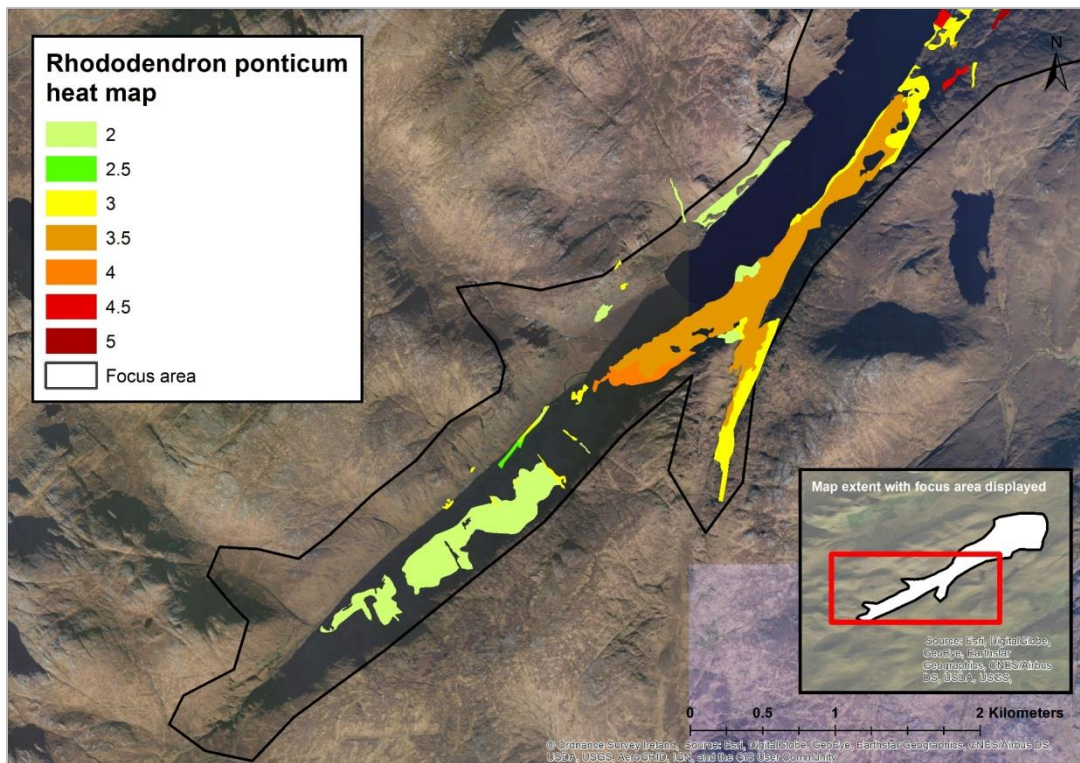 Rhododendron ponticum
heat map
2
2.5
3
3.5
4
4.5
5
Focus area
N
Map extent with focus area displayed
Source: Esri, DigitalGlobe,
GeoEye, Earthstar
Geographics, CNES/Airbus
DS, USDA, USGS,
0 0.5 1 2 Kilometers
© Ordnance Survey Ireland, Source: Esri, DigitalGlobe, GeoEye, Earthstar Geographics, CNES/Airbus DS,
USDA, USGS, AeroGRID, IGN, and the GIS User Community